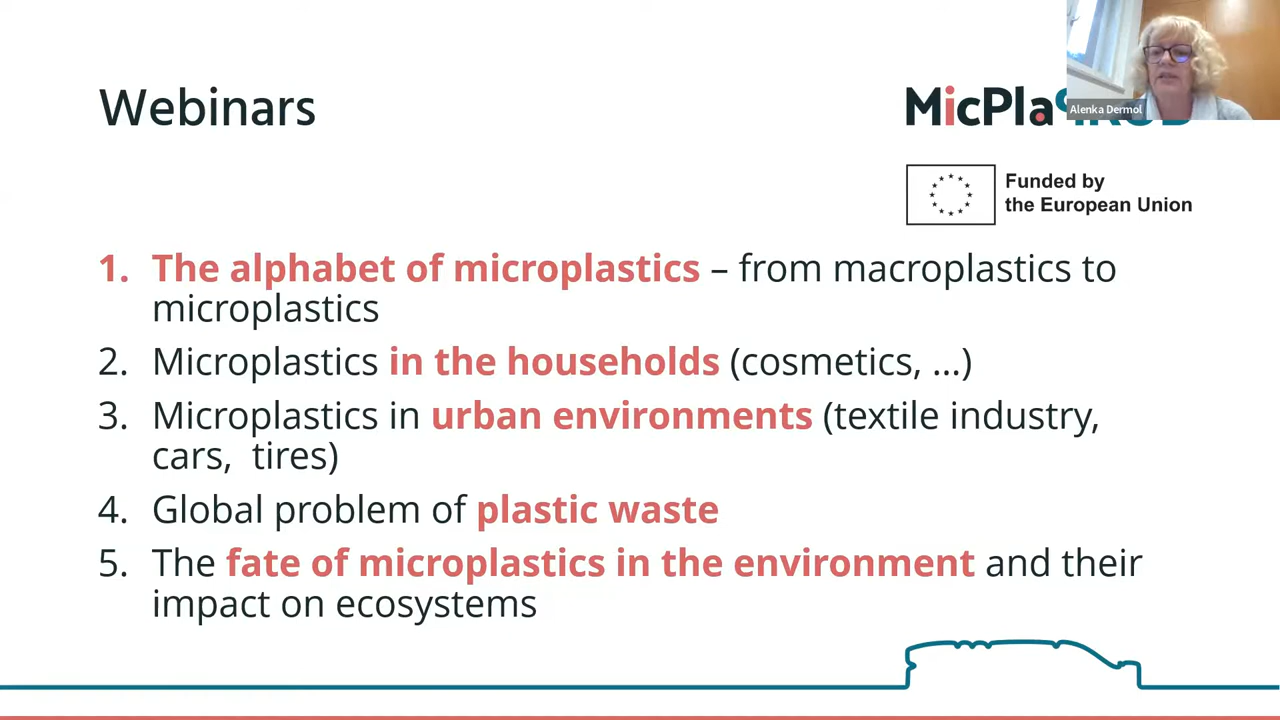 Webinars
MicPla
Alenka Dermol
Funded by
the European Union
1. The alphabet of microplastics – from macroplastics to
microplastics
2. Microplastics in the households (cosmetics, ...)
3. Microplastics in urban environments (textile industry,
cars, tires)
4. Global problem of plastic waste
5. The fate of microplastics in the environment and their
impact on ecosystems